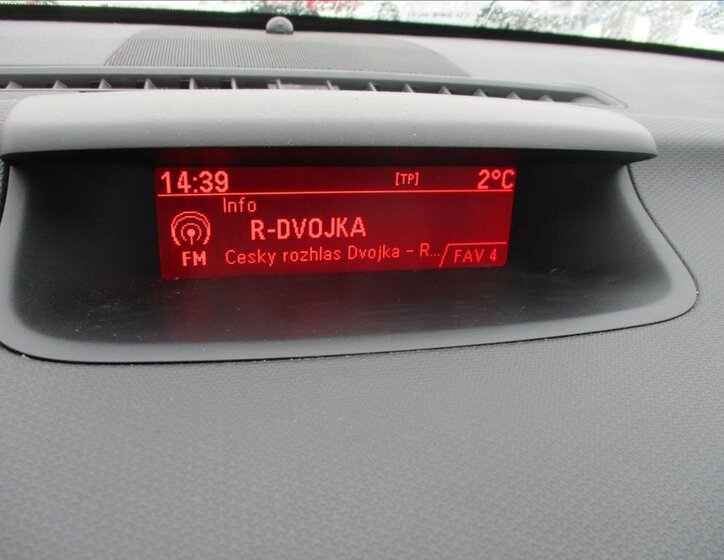 14:39 [TP] 2°C
Info
R-DVOJKA
FM Cesky rozhlas Dvojka - R... FAV 4